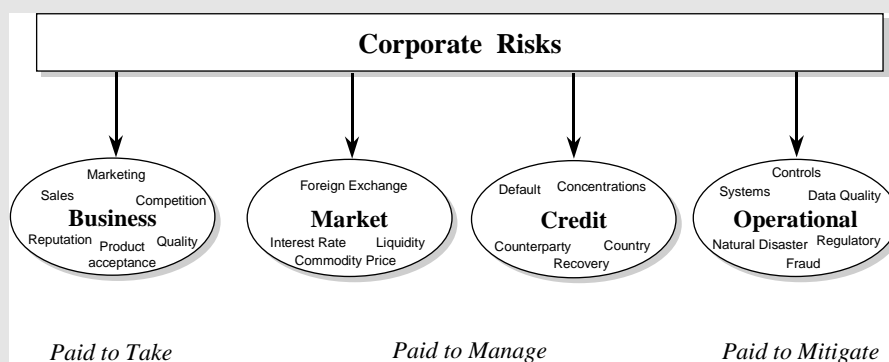 Corporate Risks
Marketing
Sales
Competition
Business
Reputation
Product
acceptance
Quality
Foreign Exchange
Market
Interest Rate
Liquidity
Commodity Price
Default
Concentrations
Credit
Counterparty
Country
Recovery
Controls
Systems
Data Quality
Operational
Natural Disaster
Regulatory
Fraud
Paid to Take
Paid to Manage
Paid to Mitigate